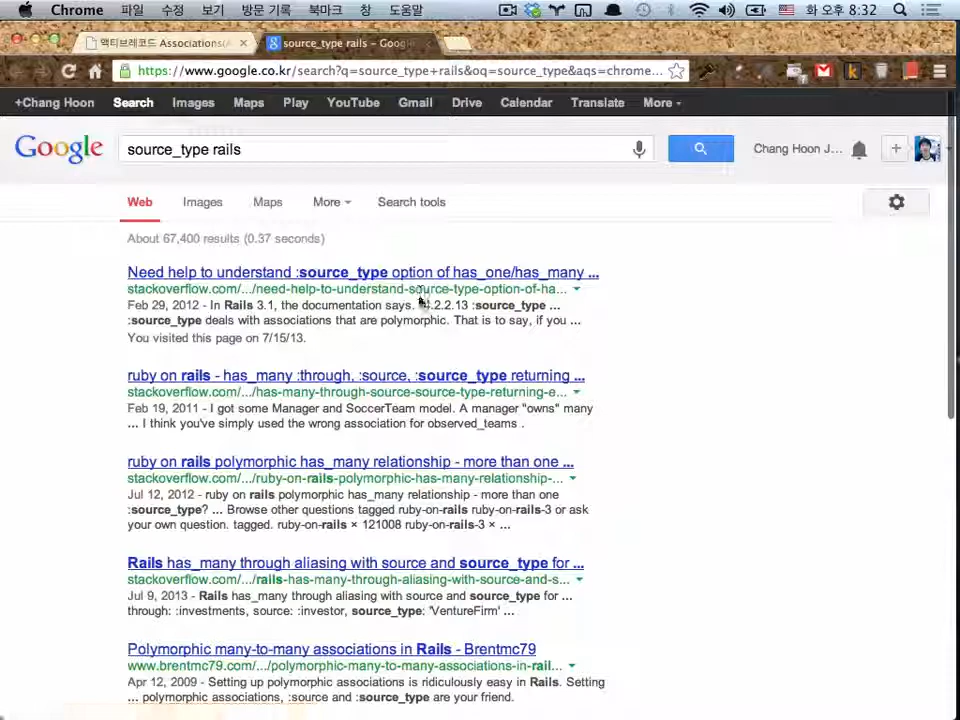 Chrome 파일 수정 보기 방문 기록 북마크 창 도움말 화 오후 8:32
액티브레코드 Associations(
source_type rails – Goog
https://www.google.co.kr/search?q=source_type+rails&oq=source_type&aqs=chrome...
+Chang Hoon Search Images Maps Play YouTube Gmail Drive Calendar Translate More
Google source_type rails Chang Hoon J...
Web Images Maps More Search tools
About 67,400 results (0.37 seconds)
Need help to understand :source_type option of has_one/has_many ...
stackoverflow.com/.../need-help-to-understand-source-type-option-of-ha...
Feb 29, 2012 - In Rails 3.1, the documentation says. 4.2.2.13 :source_type ...
:source_type deals with associations that are polymorphic. That is to say, if you ...
You visited this page on 7/15/13.
ruby on rails - has_many :through, :source, :source_type returning ...
stackoverflow.com/.../has-many-through-source-source-type-returning-e...
Feb 19, 2011 - I got some Manager and SoccerTeam model. A manager "owns" many
... I think you've simply used the wrong association for observed_teams .
ruby on rails polymorphic has_many relationship - more than one ...
stackoverflow.com/.../ruby-on-rails-polymorphic-has-many-relationship-...
Jul 12, 2012 - ruby on rails polymorphic has_many relationship - more than one
:source_type? ... Browse other questions tagged ruby-on-rails ruby-on-rails-3 or ask
your own question. tagged. ruby-on-rails × 121008 ruby-on-rails-3 × ...
Rails has_many through aliasing with source and source_type for ...
stackoverflow.com/.../rails-has-many-through-aliasing-with-source-and-s...
Jul 9, 2013 - Rails has_many through aliasing with source and source_type for ...
through: :investments, source: :investor, source_type: 'VentureFirm' ...
Polymorphic many-to-many associations in Rails - Brentmc79
www.brentmc79.com/.../polymorphic-many-to-many-associations-in-rail...
Apr 12, 2009 - Setting up polymorphic associations is ridiculously easy in Rails. Setting
... polymorphic associations, :source and :source_type are your friend.